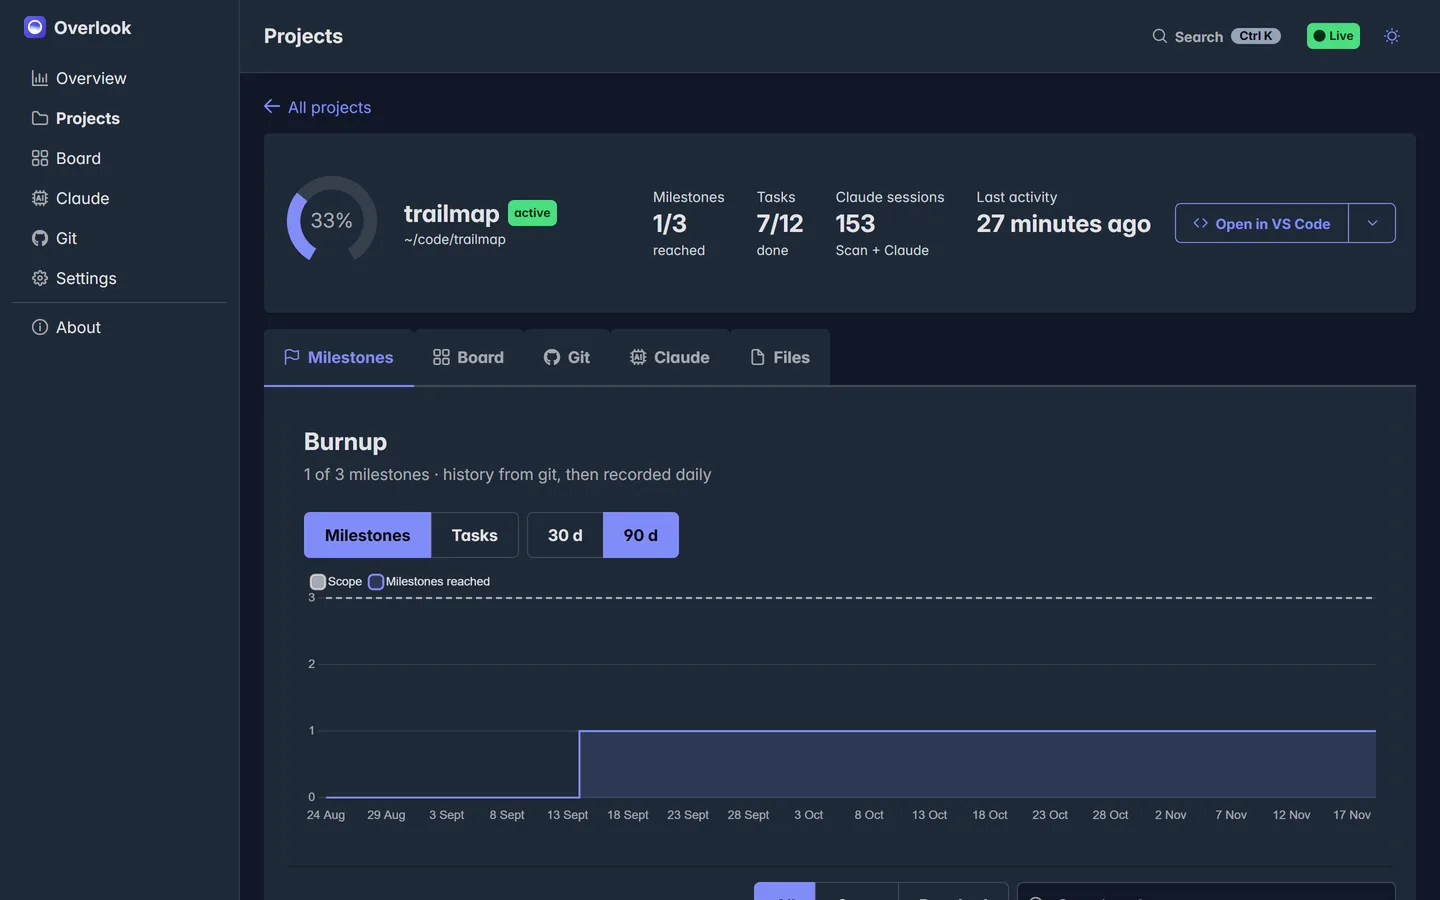 Overlook
Overview
Projects
Board
Claude
Git
Settings
About
Projects
Search Ctrl K
Live
All projects
33%
trailmap active
~/code/trailmap
Milestones
1/3
reached
Tasks
7/12
done
Claude sessions
153
Scan + Claude
Last activity
27 minutes ago
Open in VS Code
Milestones Board Git Claude Files
Burnup
1 of 3 milestones · history from git, then recorded daily
Milestones Tasks 30 d 90 d
Scope Milestones reached
3
2
1
0
24 Aug 29 Aug 3 Sept 8 Sept 13 Sept 18 Sept 23 Sept 28 Sept 3 Oct 8 Oct 13 Oct 18 Oct 23 Oct 28 Oct 2 Nov 7 Nov 12 Nov 17 Nov